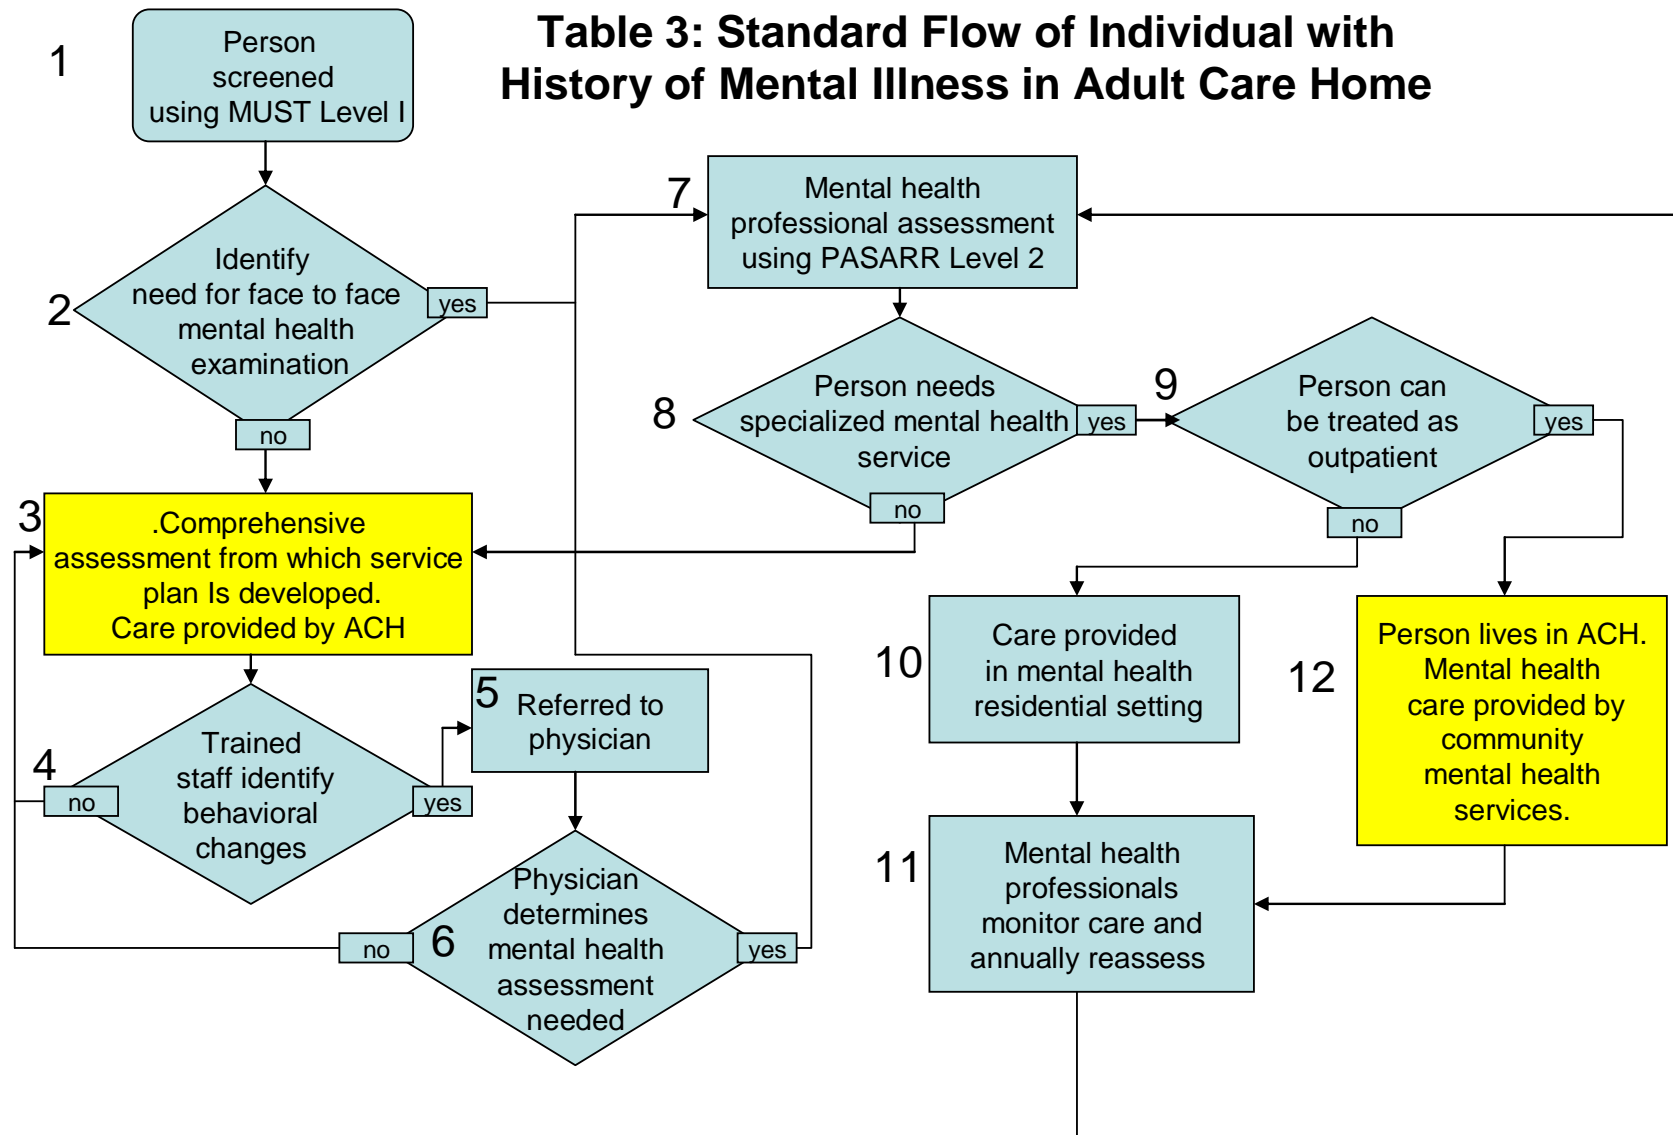 Table 3: Standard Flow of Individual with
History of Mental Illness in Adult Care Home
1
Person
screened
using MUST Level I
2
Identify
need for face to face
mental health
examination
yes
no
3
.Comprehensive
assessment from which service
plan Is developed.
Care provided by ACH
4
Trained
staff identify
behavioral
changes
no
yes
5
Referred to
physician
6
Physician
determines
mental health
assessment
needed
no
yes
7
Mental health
professional assessment
using PASARR Level 2
8
Person needs
specialized mental health
service
yes
no
9
Person can
be treated as
outpatient
yes
no
10
Care provided
in mental health
residential setting
11
Mental health
professionals
monitor care and
annually reassess
12
Person lives in ACH.
Mental health
care provided by
community
mental health
services.